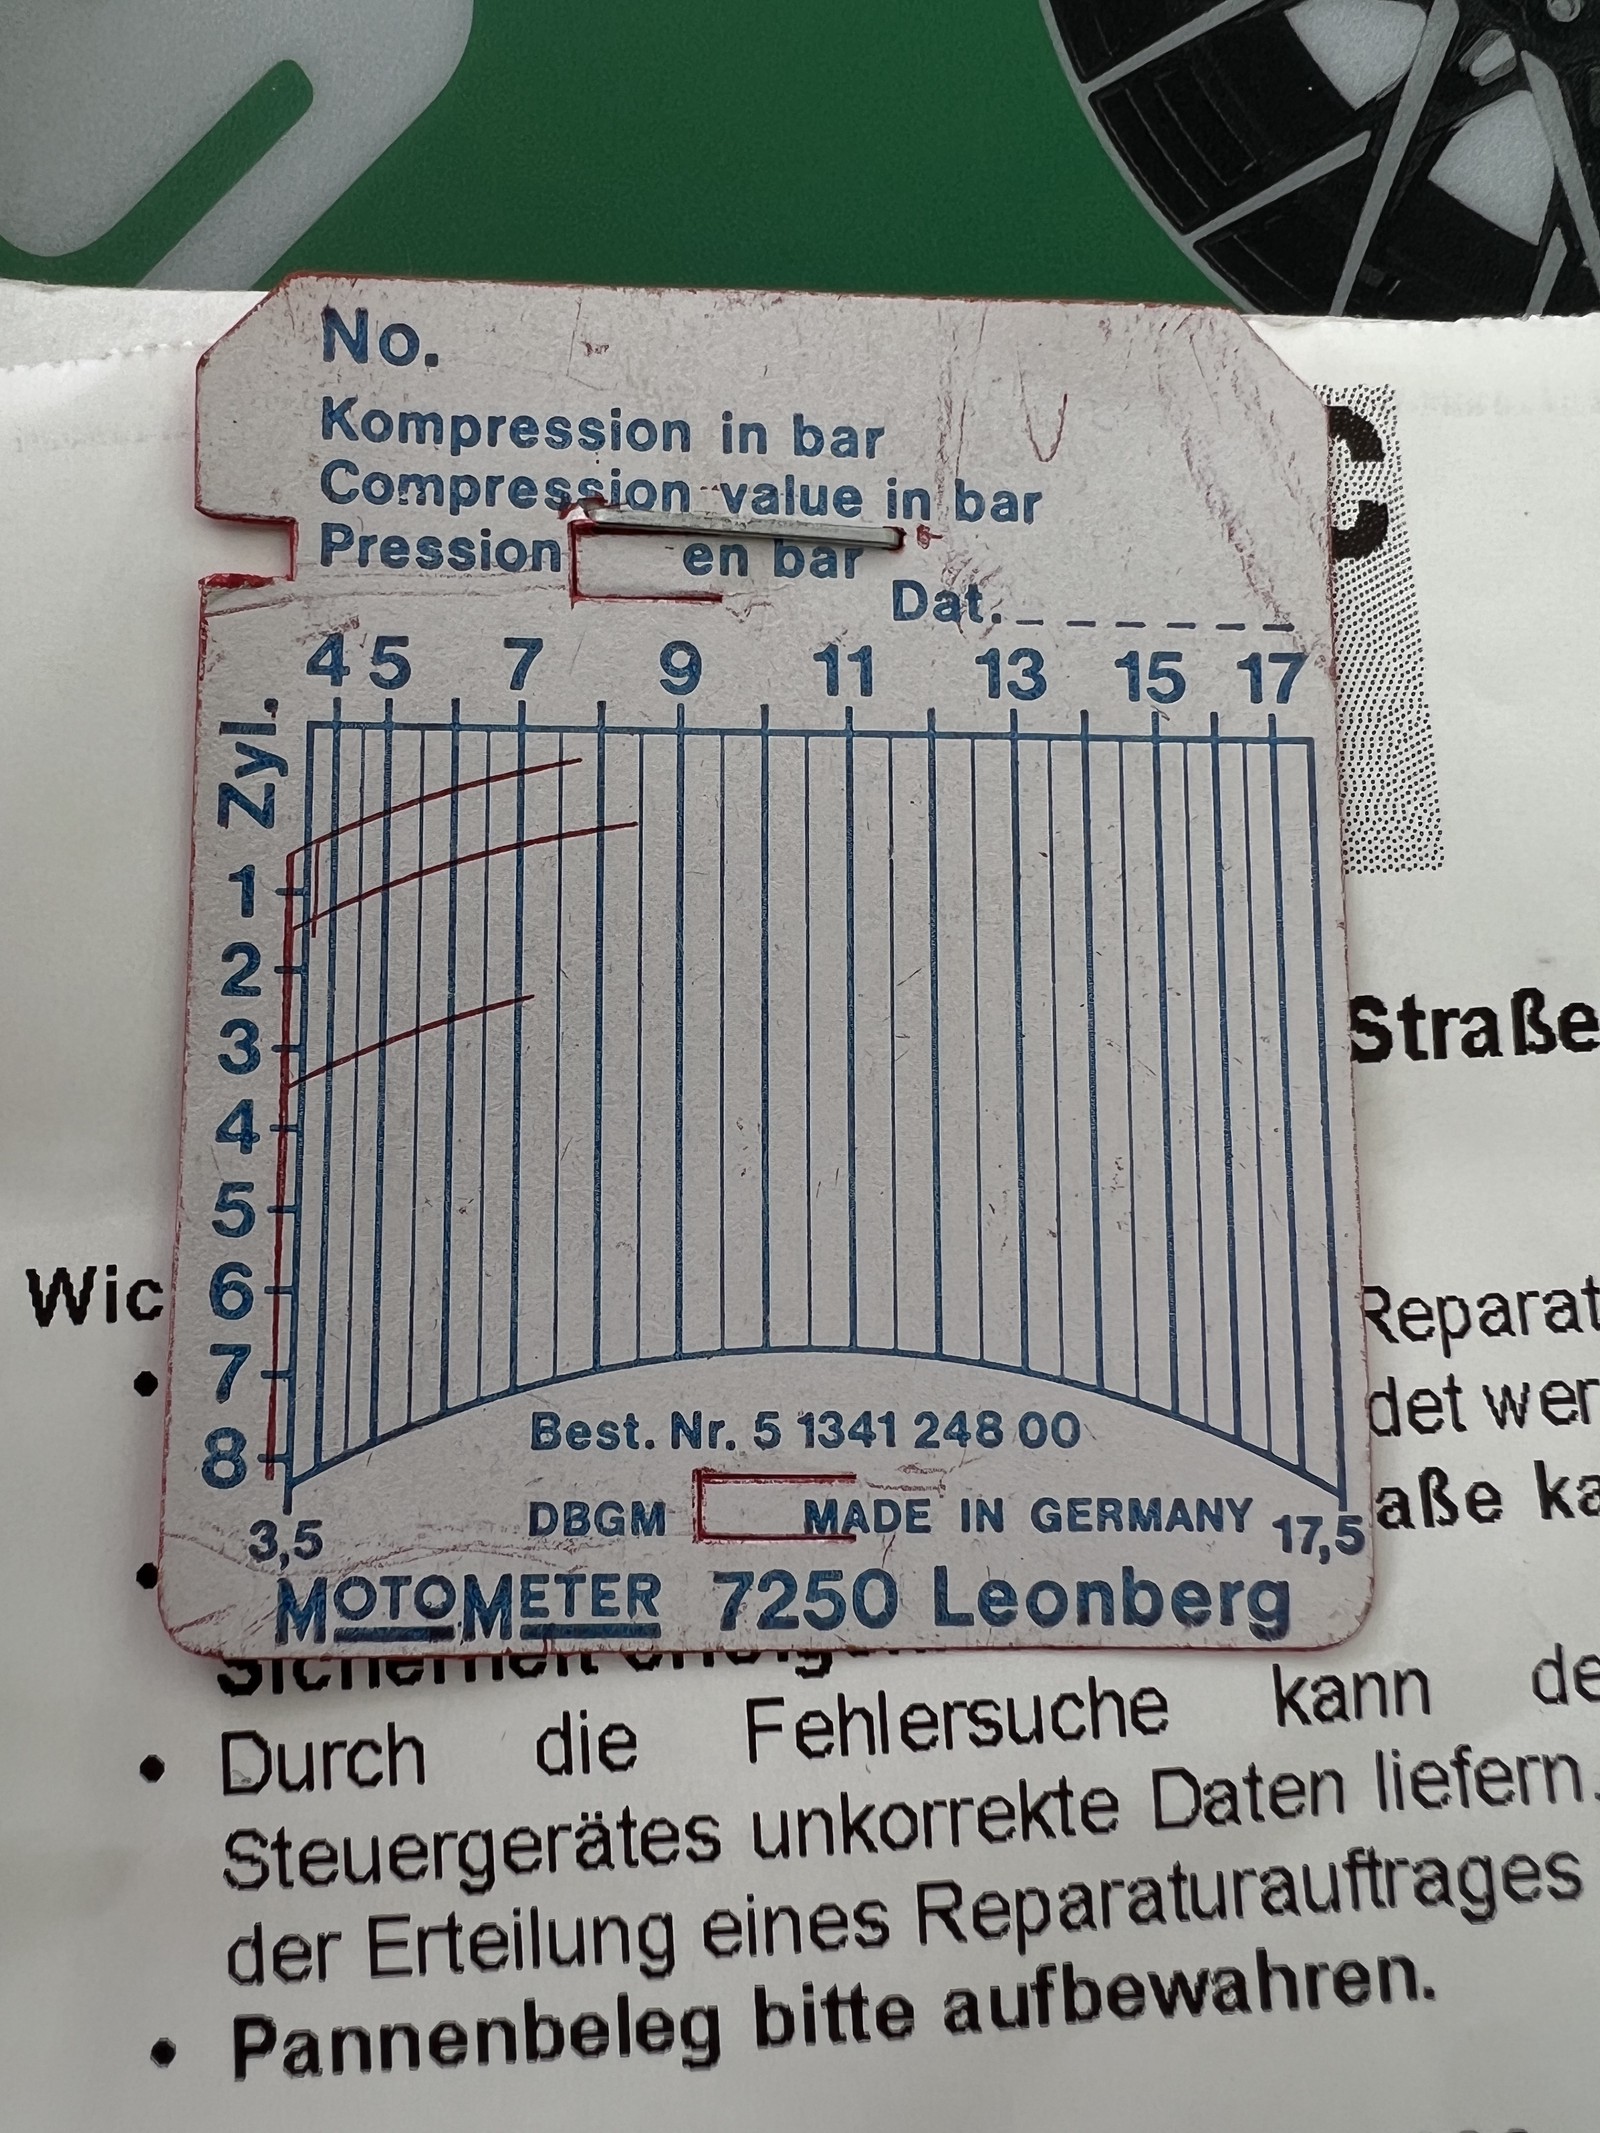 No.
Kompression in bar
Compression value in bar
Pression en bar
Dat.
4 5 7 9 11 13 15 17
Zyl.
1
2
3
4
5
6
7
8
Best. Nr. 5 1341 248 00
DBGM MADE IN GERMANY
3,5 17,5
MOTOMETER 7250 Leonberg
C
Straße
Wic
Reparat
det wer
aße ka
• Durch die Fehlersuche kann de
Steuergerätes unkorrekte Daten liefern.
der Erteilung eines Reparaturauftrages
• Pannenbeleg bitte aufbewahren.